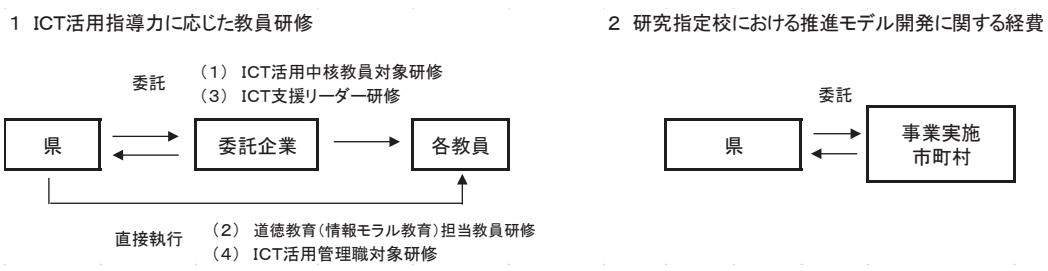 1 ICT活用指導力に応じた教員研修
委託
（1） ICT活用中核教員対象研修
（3） ICT支援リーダー研修
県
委託企業
各教員
直接執行
（2） 道徳教育（情報モラル教育）担当教員研修
（4） ICT活用管理職対象研修
2 研究指定校における推進モデル開発に関する経費
委託
県
事業実施
市町村